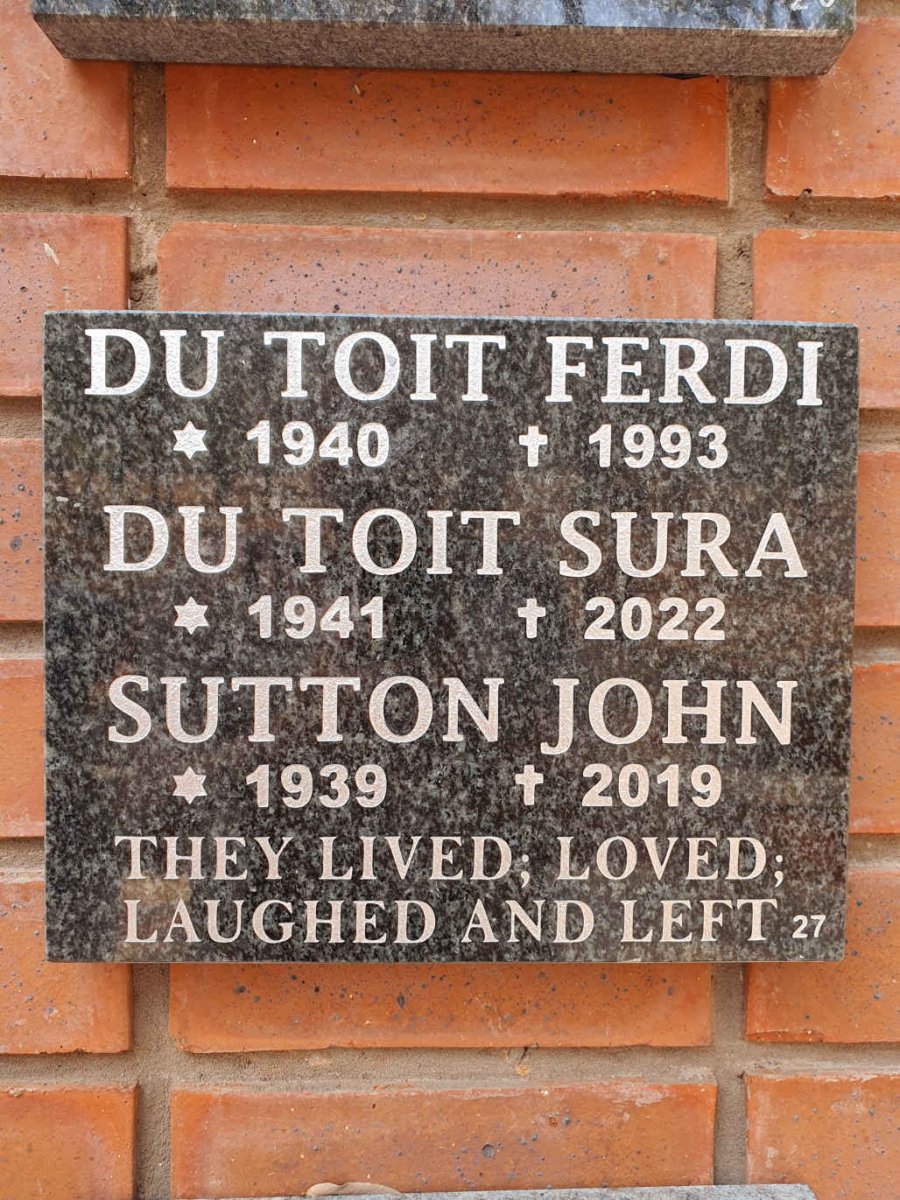 DU TOIT FERDI
✶ 1940 ✝ 1993
DU TOIT SURA
✶ 1941 ✝ 2022
SUTTON JOHN
✶ 1939 ✝ 2019
THEY LIVED; LOVED;
LAUGHED AND LEFT 27